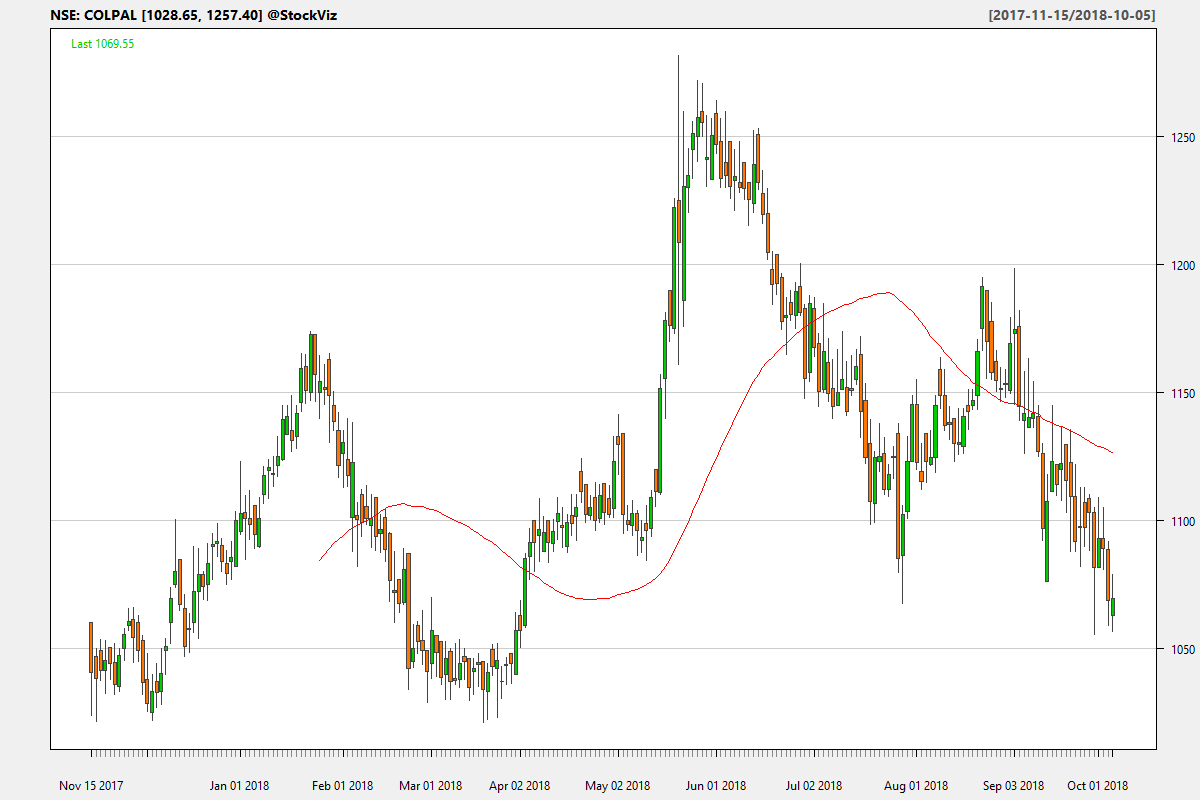 NSE: COLPAL [1028.65, 1257.40] @StockViz
[2017-11-15/2018-10-05]
Last 1069.55
1250
1200
1150
1100
1050
Nov 15 2017 Jan 01 2018 Feb 01 2018 Mar 01 2018 Apr 02 2018 May 02 2018 Jun 01 2018 Jul 02 2018 Aug 01 2018 Sep 03 2018 Oct 01 2018